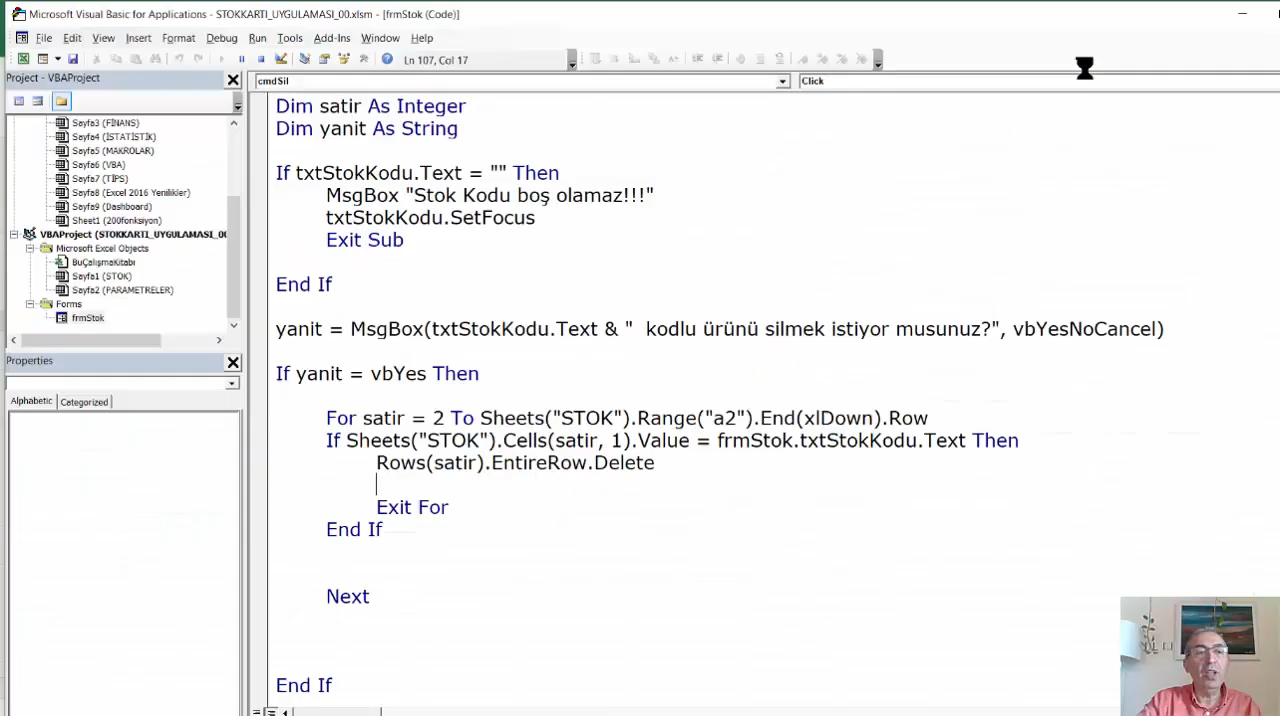 Microsoft Visual Basic for Applications - STOKKARTI_UYGULAMASI_00.xlsm - [frmStok (Code)]
File Edit View Insert Format Debug Run Tools Add-Ins Window Help
Ln 107, Col 17
Project - VBAProject
cmdSil
Click
Sayfa3 (FİNANS)
Sayfa4 (İSTATİSTİK)
Sayfa5 (MAKROLAR)
Sayfa6 (VBA)
Sayfa7 (TİPS)
Sayfa8 (Excel 2016 Yenilikler)
Sayfa9 (Dashboard)
Sheet1 (200fonksiyon)
VBAProject (STOKKARTI_UYGULAMASI_00
Microsoft Excel Objects
BuÇalışmaKitabı
Sayfa1 (STOK)
Sayfa2 (PARAMETRELER)
Forms
frmStok
Properties
Alphabetic Categorized
Dim satir As Integer
Dim yanit As String
If txtStokKodu.Text = "" Then
MsgBox "Stok Kodu boş olamaz!!!"
txtStokKodu.SetFocus
Exit Sub
End If
yanit = MsgBox(txtStokKodu.Text & "  kodlu ürünü silmek istiyor musunuz?", vbYesNoCancel)
If yanit = vbYes Then
For satir = 2 To Sheets("STOK").Range("a2").End(xlDown).Row
If Sheets("STOK").Cells(satir, 1).Value = frmStok.txtStokKodu.Text Then
Rows(satir).EntireRow.Delete
Exit For
End If
Next
End If